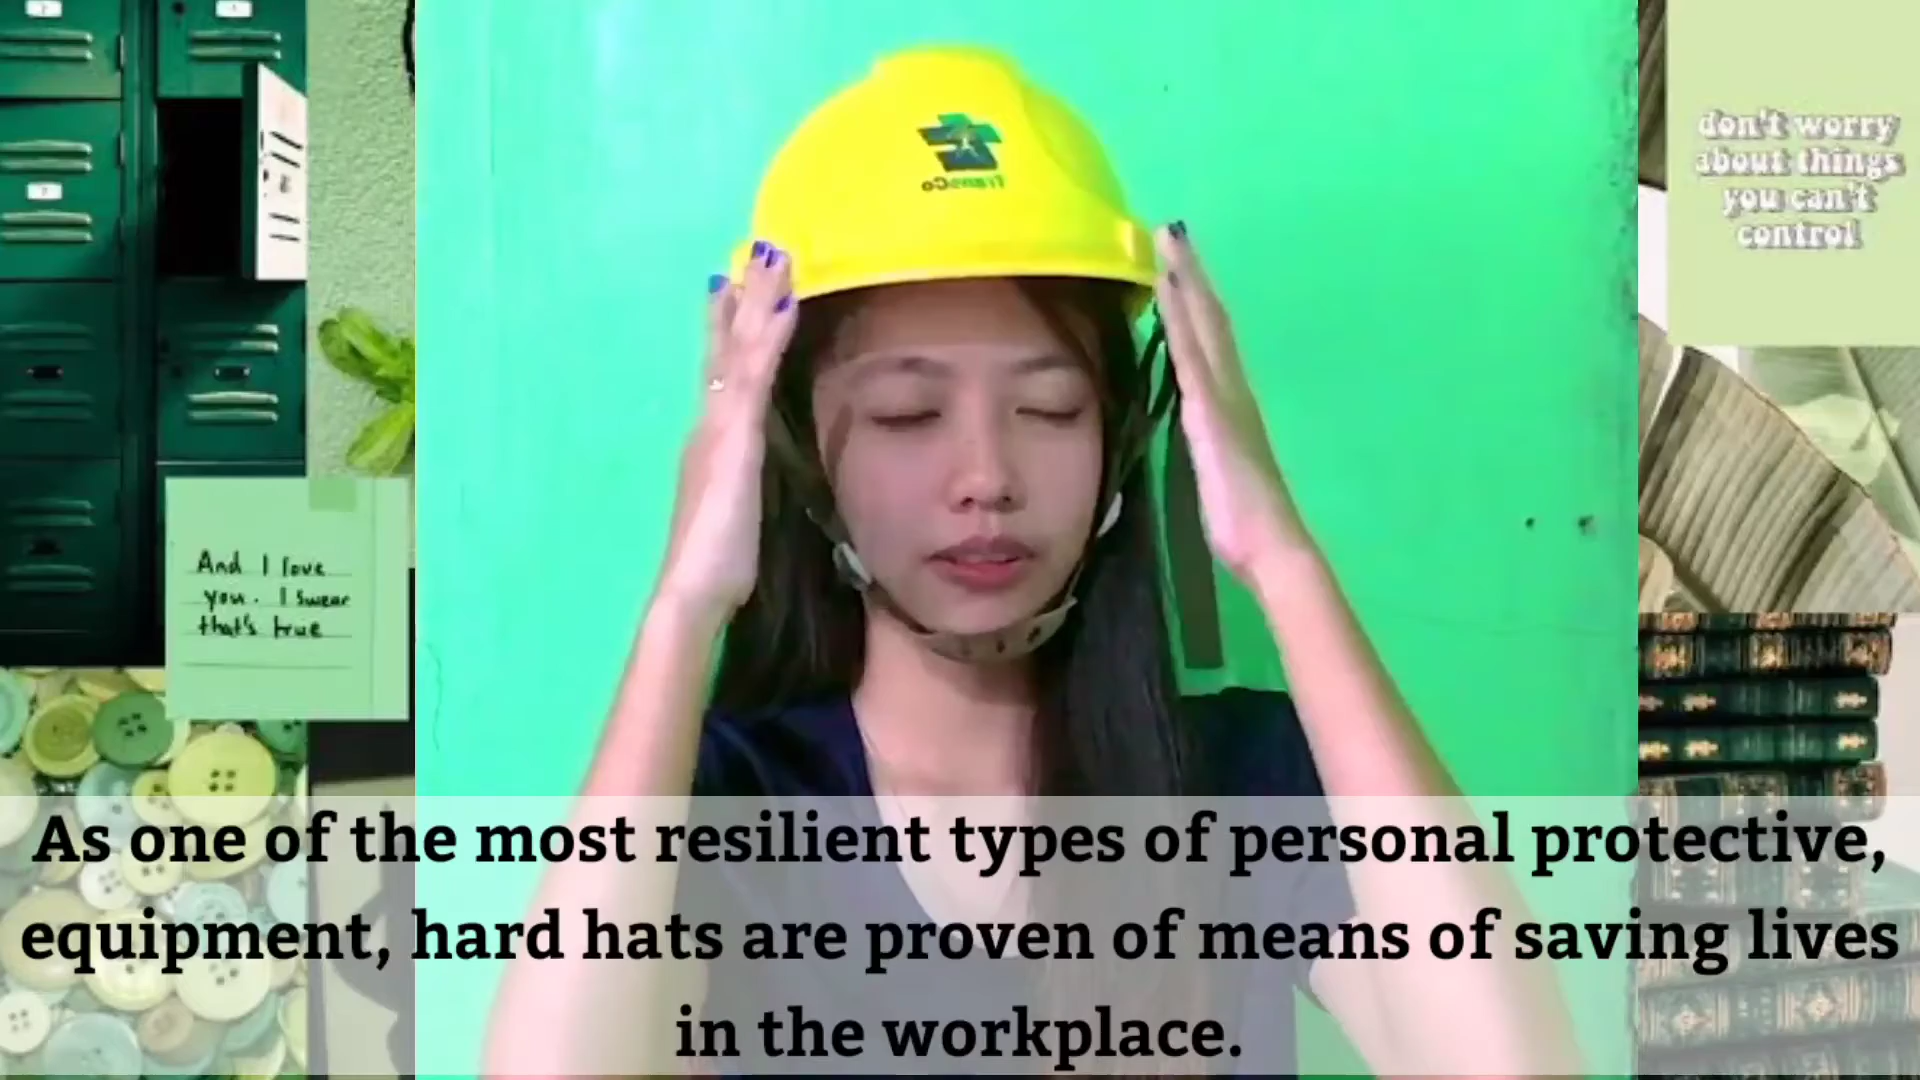 don't worry
about things
you can't
control
TransCo
And I love
you. I swear
that's true
As one of the most resilient types of personal protective,
equipment, hard hats are proven of means of saving lives
in the workplace.